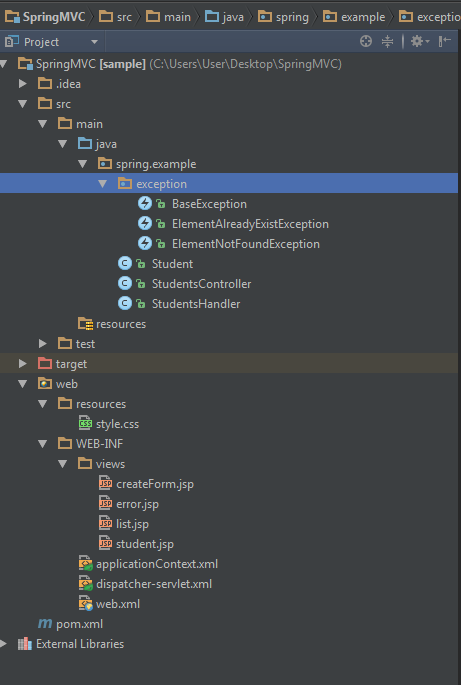 SpringMVC src main java spring example exceptio
Project
SpringMVC [sample] (C:\Users\User\Desktop\SpringMVC)
.idea
src
main
java
spring.example
exception
BaseException
ElementAlreadyExistException
ElementNotFoundException
Student
StudentsController
StudentsHandler
resources
test
target
web
resources
style.css
WEB-INF
views
createForm.jsp
error.jsp
list.jsp
student.jsp
applicationContext.xml
dispatcher-servlet.xml
web.xml
pom.xml
External Libraries